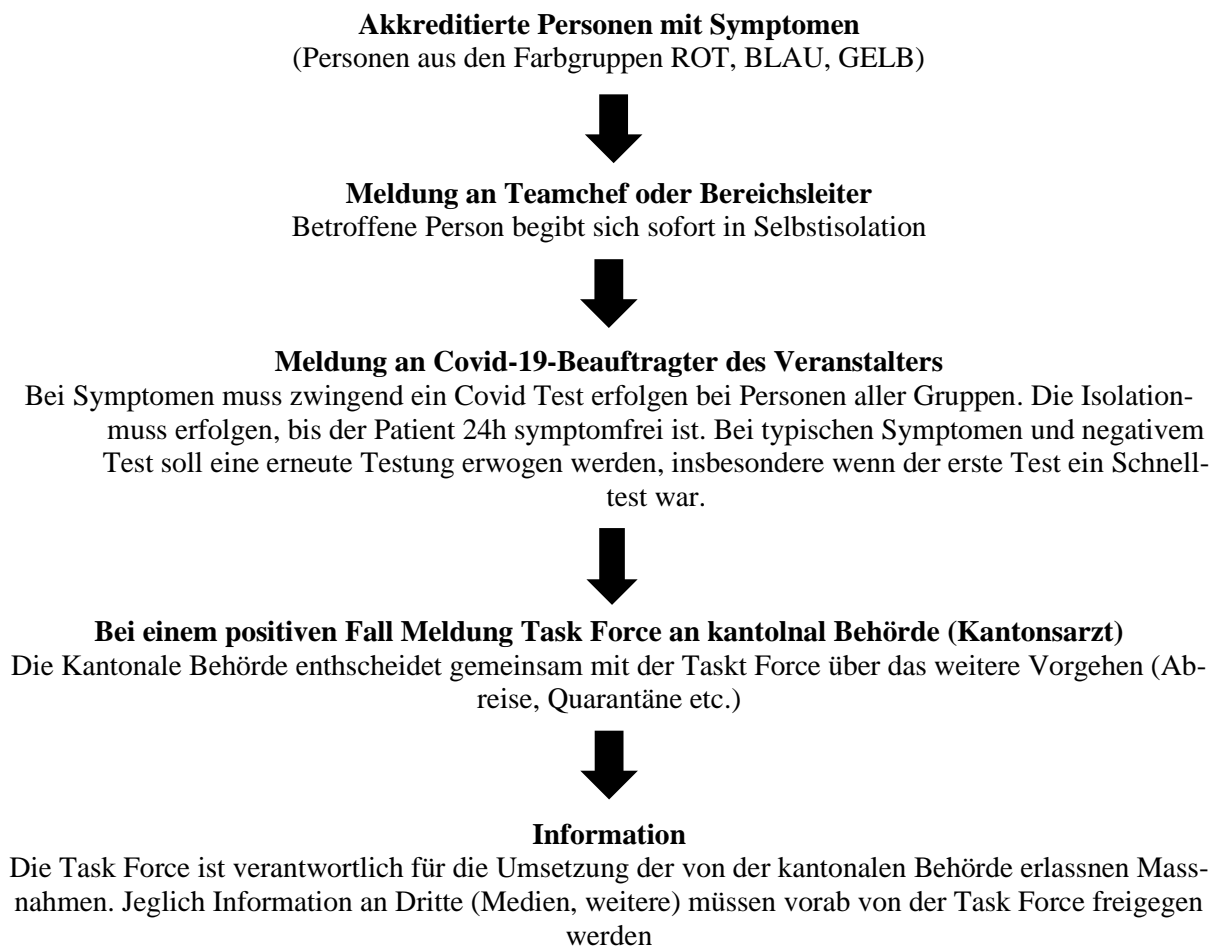 Akkreditierte Personen mit Symptomen
(Personen aus den Farbgruppen ROT, BLAU, GELB)
Meldung an Teamchef oder Bereichsleiter
Betroffene Person begibt sich sofort in Selbstisolation
Meldung an Covid-19-Beauftragter des Veranstalters
Bei Symptomen muss zwingend ein Covid Test erfolgen bei Personen aller Gruppen. Die Isolation-
muss erfolgen, bis der Patient 24h symptomfrei ist. Bei typischen Symptomen und negativem
Test soll eine erneute Testung erwogen werden, insbesondere wenn der erste Test ein Schnell-
test war.
Bei einem positiven Fall Meldung Task Force an kantolnal Behörde (Kantonsarzt)
Die Kantonale Behörde enthscheidet gemeinsam mit der Taskt Force über das weitere Vorgehen (Ab-
reise, Quarantäne etc.)
Information
Die Task Force ist verantwortlich für die Umsetzung der von der kantonalen Behörde erlassnen Mass-
nahmen. Jeglich Information an Dritte (Medien, weitere) müssen vorab von der Task Force freigegen
werden